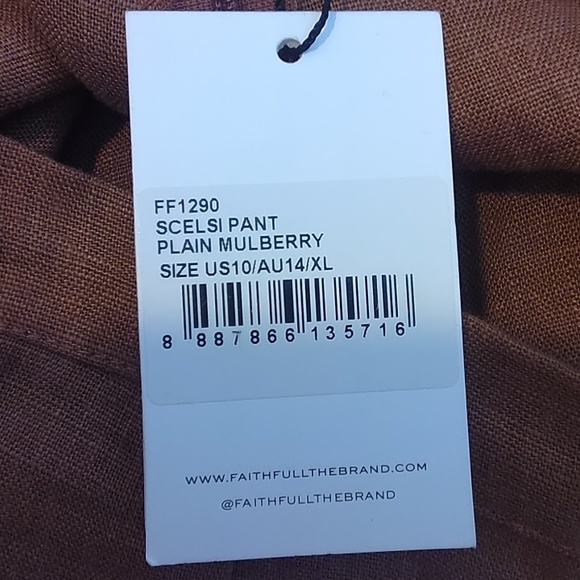 FF1290
SCELSI PANT
PLAIN MULBERRY
SIZE US10/AU14/XL
8 887866 135716
WWW.FAITHFULLTHEBRAND.COM
@FAITHFULLTHEBRAND